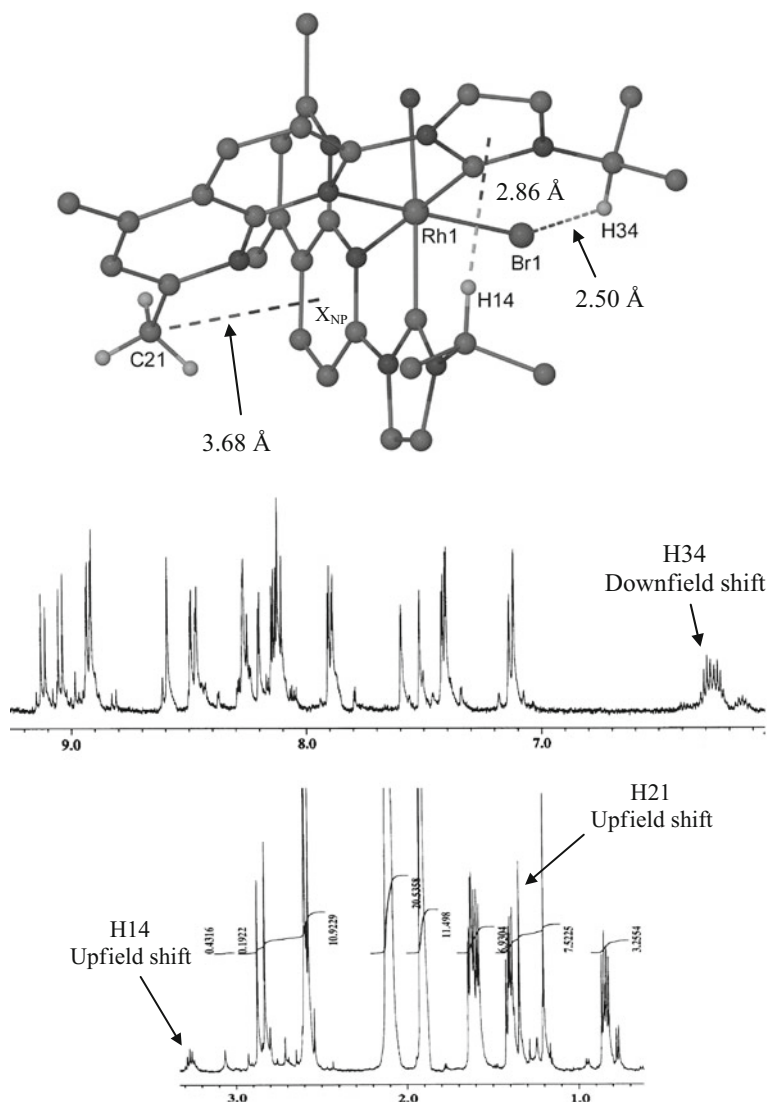 2.86 Å
Rh1
H34
Br1
2.50 Å
H14
X_NP
C21
3.68 Å
H34
Downfield shift
9.0
8.0
7.0
H21
Upfield shift
H14
Upfield shift
0.4316
0.1922
10.9229
20.5358
11.498
6.9304
7.5225
3.2554
3.0
2.0
1.0